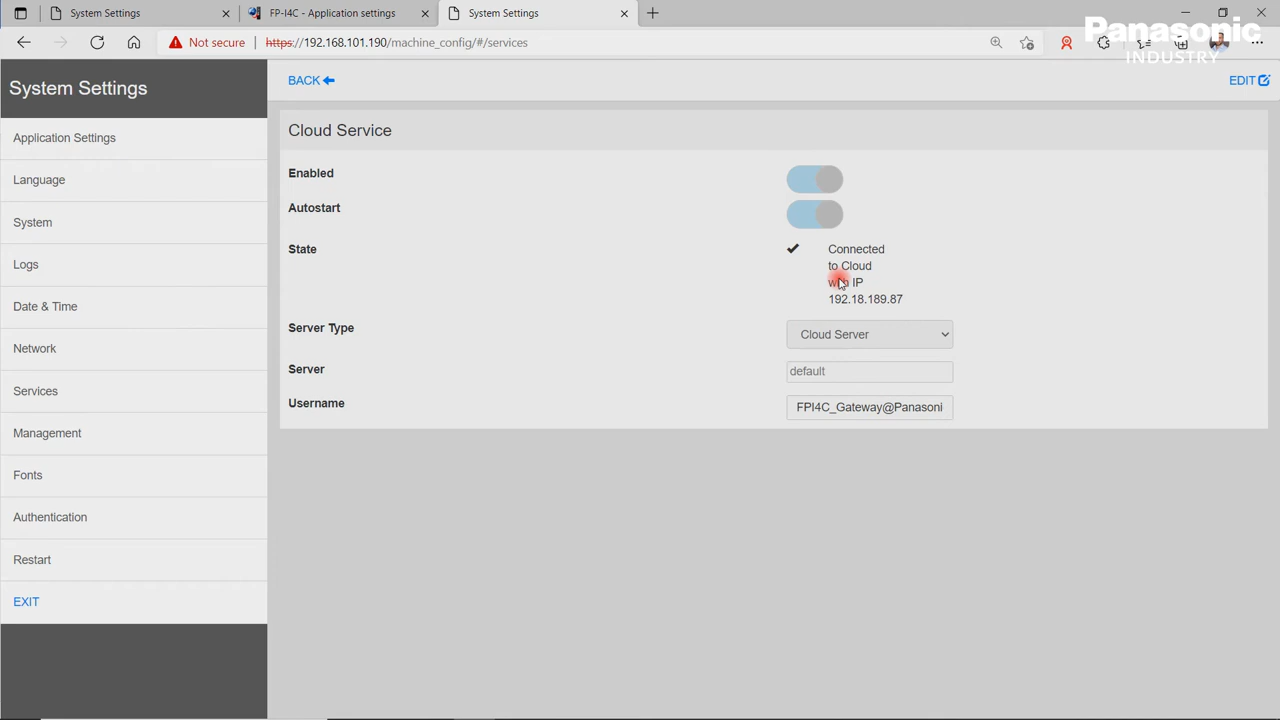 System Settings
FP-I4C - Application settings
System Settings
Not secure
https://192.168.101.190/machine_config/#/services
Panasonic
INDUSTRY
System Settings
BACK
EDIT
Application Settings
Language
System
Logs
Date & Time
Network
Services
Management
Fonts
Authentication
Restart
EXIT
Cloud Service
Enabled
Autostart
State
Connected
to Cloud
with IP
192.18.189.87
Server Type
Cloud Server
Server
default
Username
FPI4C_Gateway@Panasoni